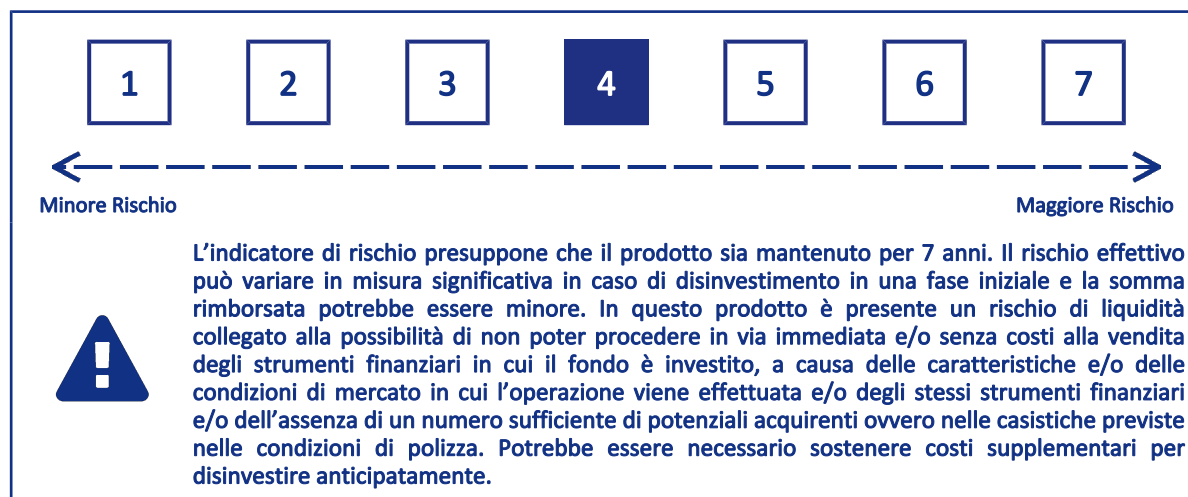 1 2 3 4 5 6 7
Minore Rischio Maggiore Rischio
L'indicatore di rischio presuppone che il prodotto sia mantenuto per 7 anni. Il rischio effettivo
può variare in misura significativa in caso di disinvestimento in una fase iniziale e la somma
rimborsata potrebbe essere minore. In questo prodotto è presente un rischio di liquidità
collegato alla possibilità di non poter procedere in via immediata e/o senza costi alla vendita
degli strumenti finanziari in cui il fondo è investito, a causa delle caratteristiche e/o delle
condizioni di mercato in cui l'operazione viene effettuata e/o degli stessi strumenti finanziari
e/o dell'assenza di un numero sufficiente di potenziali acquirenti ovvero nelle casistiche previste
nelle condizioni di polizza. Potrebbe essere necessario sostenere costi supplementari per
disinvestire anticipatamente.